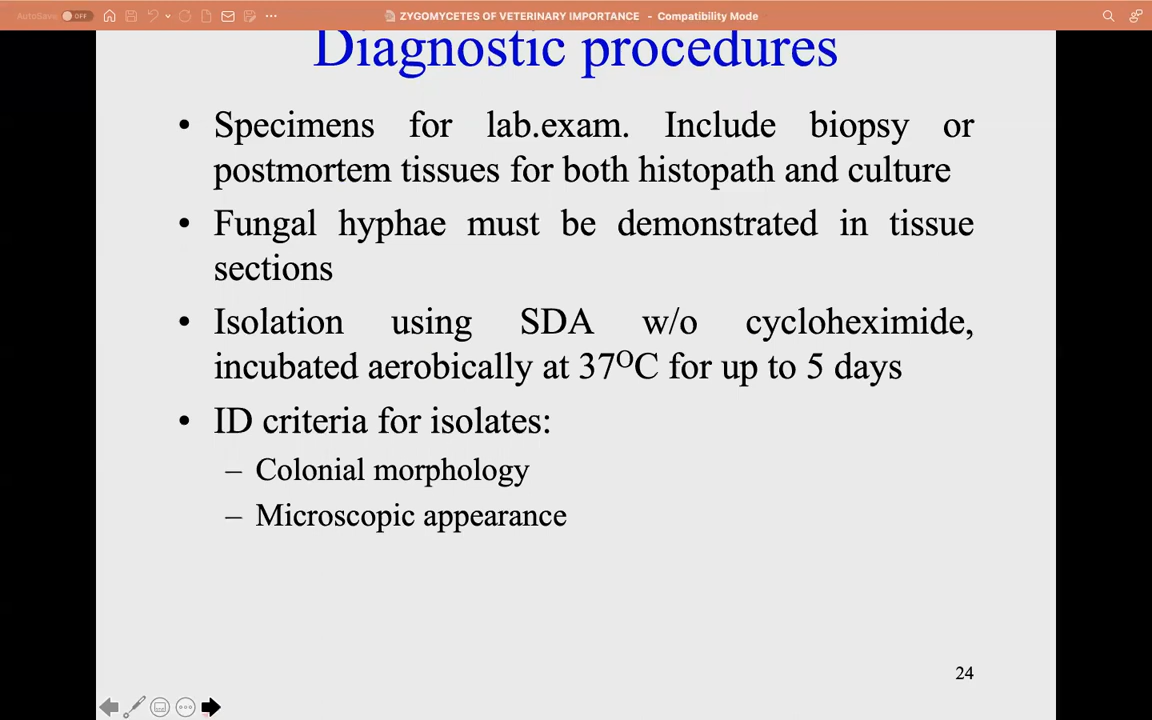 AutoSave OFF
ZYGOMYCETES OF VETERINARY IMPORTANCE - Compatibility Mode
Diagnostic procedures
• Specimens for lab.exam. Include biopsy or
postmortem tissues for both histopath and culture
• Fungal hyphae must be demonstrated in tissue
sections
• Isolation using SDA w/o cycloheximide,
incubated aerobically at 37ᴼC for up to 5 days
• ID criteria for isolates:
– Colonial morphology
– Microscopic appearance
24